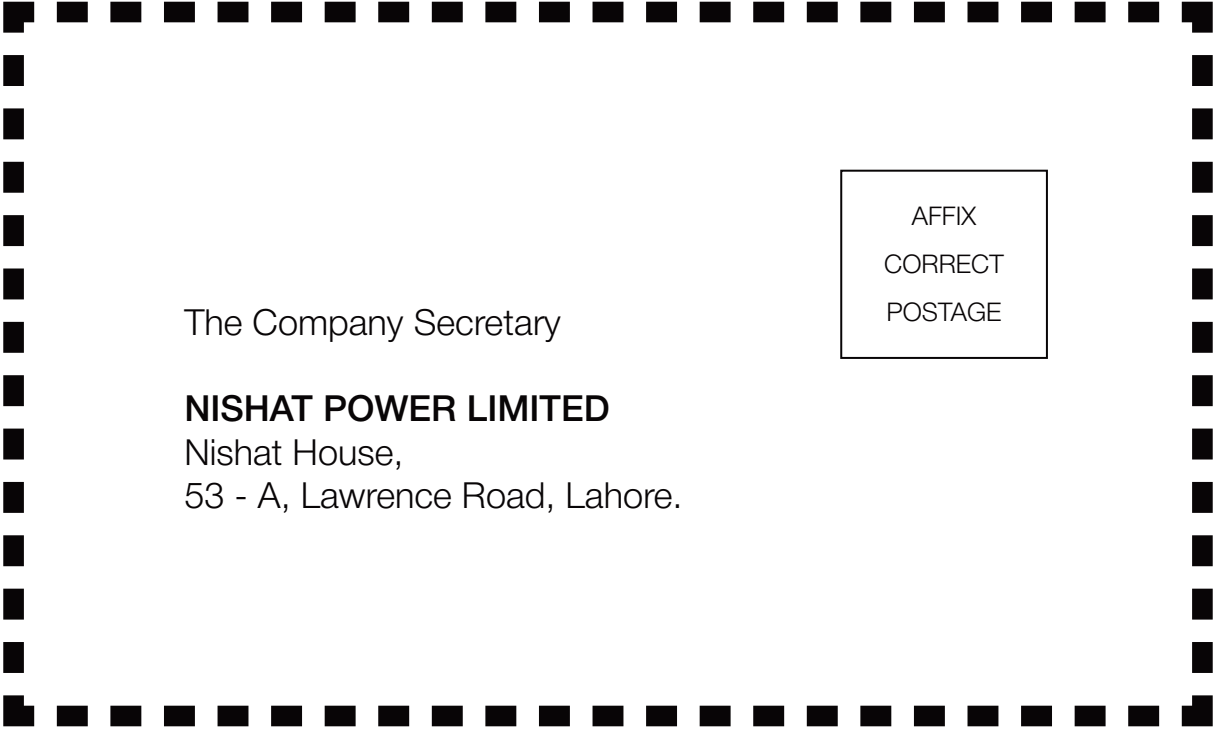 AFFIX
CORRECT
POSTAGE
The Company Secretary
NISHAT POWER LIMITED
Nishat House,
53 - A, Lawrence Road, Lahore.